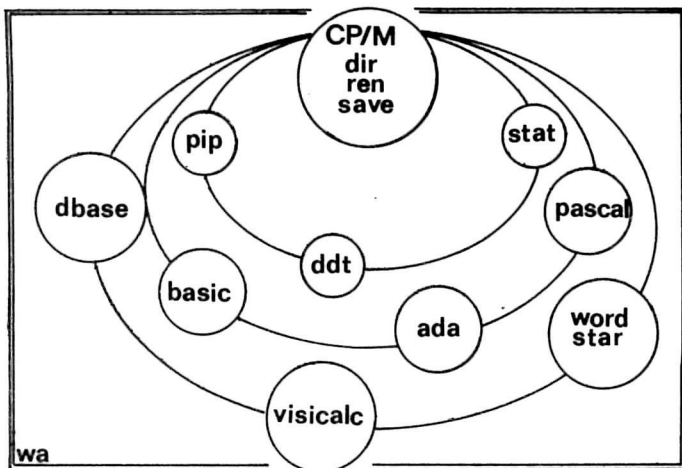 CP/M
dir
ren
save
pip
stat
dbase
pascal
ddt
basic
ada
word
star
visicalc
wa